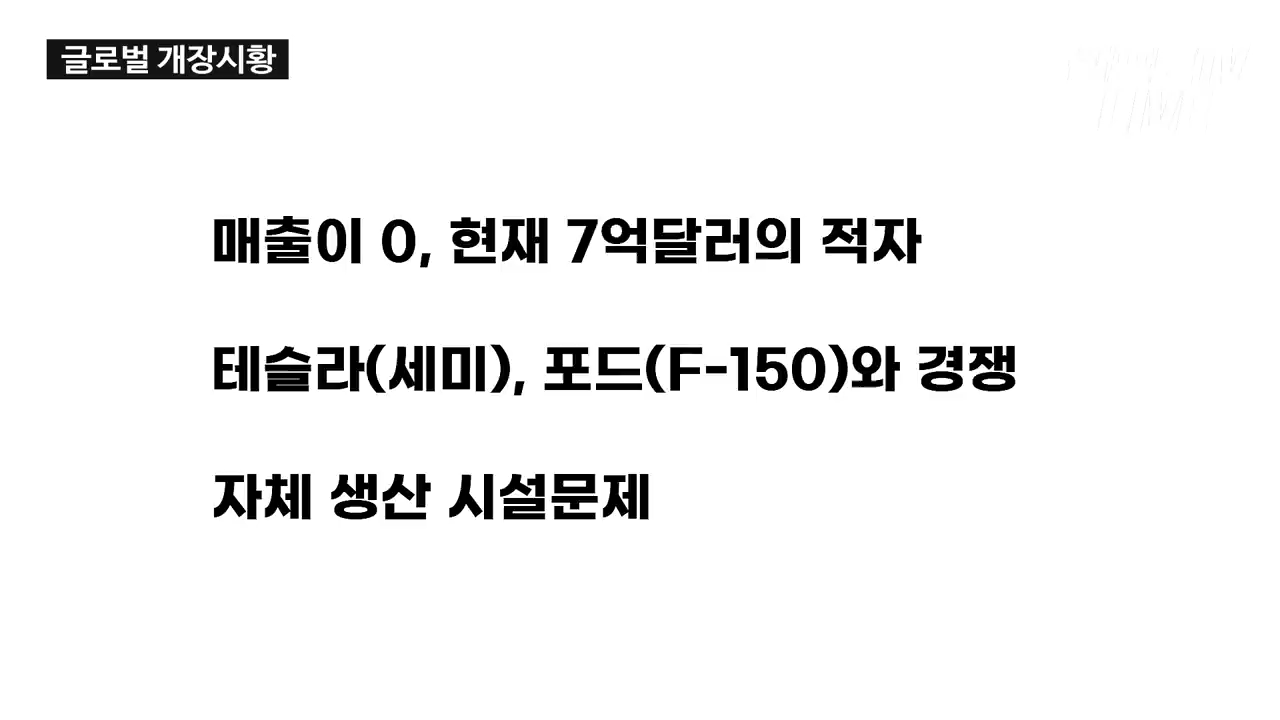 글로벌 개장시황
매출이 0, 현재 7억달러의 적자
테슬라(세미), 포드(F-150)와 경쟁
자체 생산 시설문제